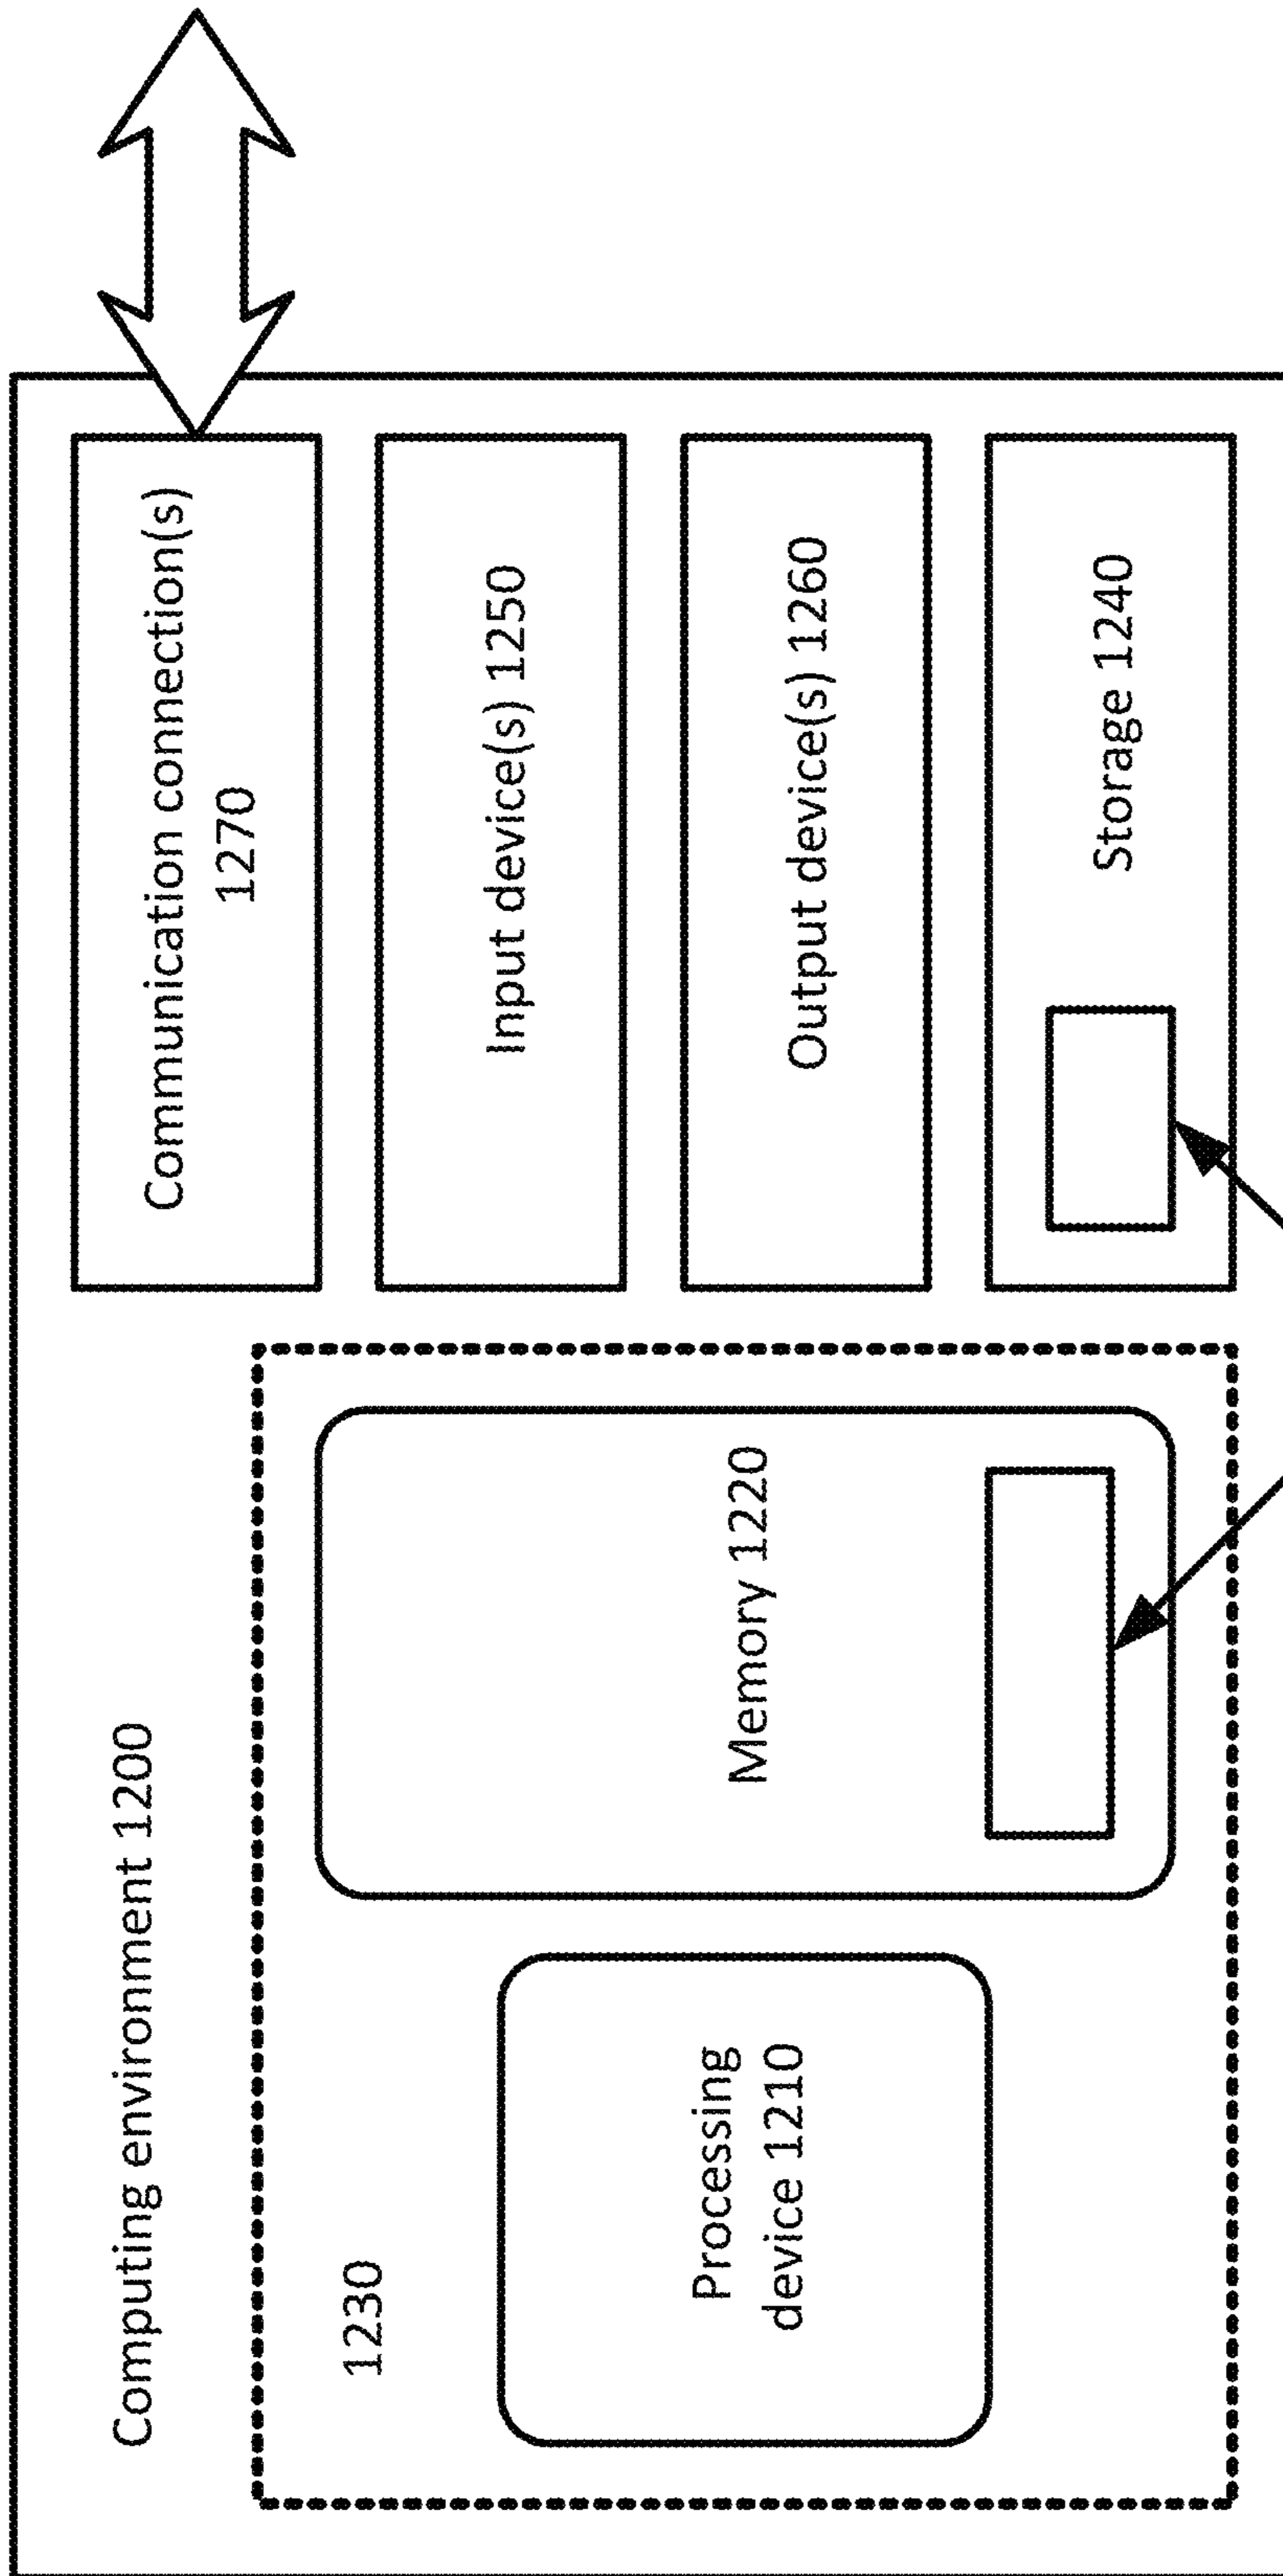 Computing environment 1200
Communication connection(s)
1270
1230
Input device(s) 1250
Processing
device 1210
Memory 1220
Output device(s) 1260
Storage 1240